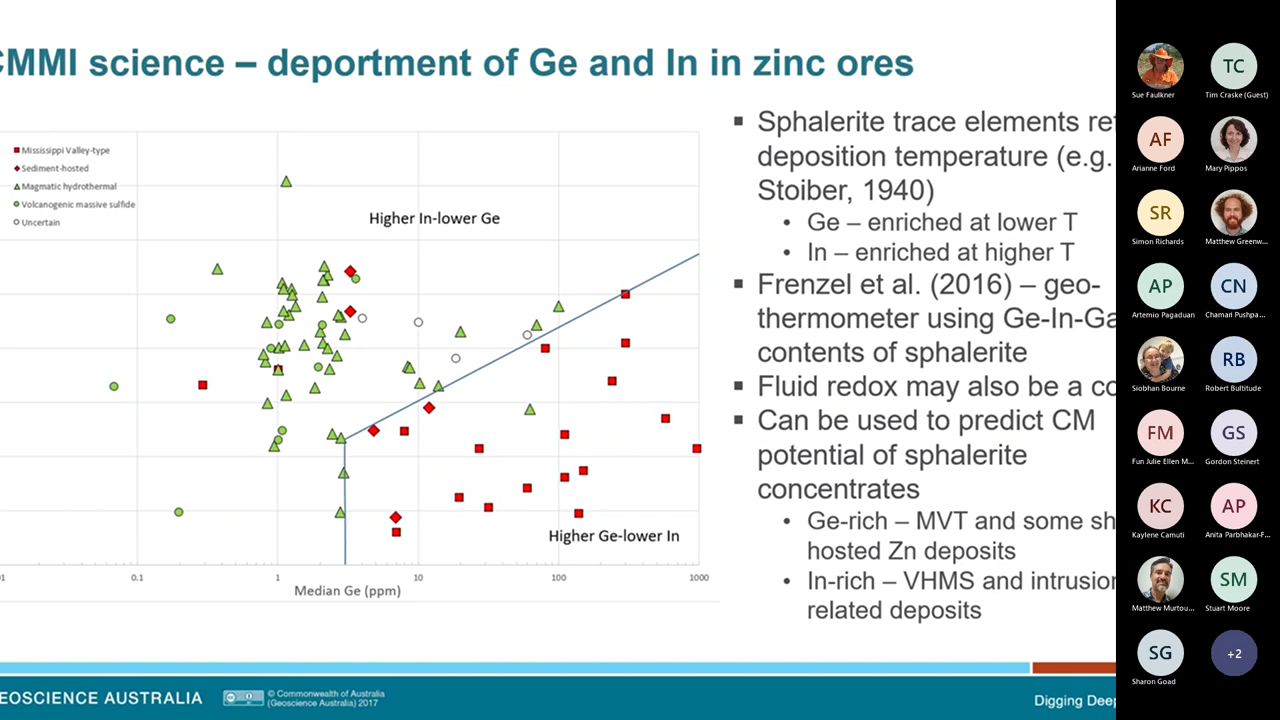 CMMI science – deportment of Ge and In in zinc ores
Mississippi Valley-type
Sediment-hosted
Magmatic hydrothermal
Volcanogenic massive sulfide
Uncertain
Higher In-lower Ge
Higher Ge-lower In
01
0.1
1
10
100
1000
Median Ge (ppm)
Sphalerite trace elements ref
deposition temperature (e.g.
Stoiber, 1940)
Ge – enriched at lower T
In – enriched at higher T
Frenzel et al. (2016) – geo-
thermometer using Ge-In-Ga
contents of sphalerite
Fluid redox may also be a co
Can be used to predict CM
potential of sphalerite
concentrates
Ge-rich – MVT and some sh
hosted Zn deposits
In-rich – VHMS and intrusion
related deposits
GEOSCIENCE AUSTRALIA
© Commonwealth of Australia
(Geoscience Australia) 2017
Digging Deep
Sue Faulkner
TC
Tim Craske (Guest)
AF
Arianne Ford
Mary Pippos
SR
Simon Richards
Matthew Greenw...
AP
Artemio Pagaduan
CN
Chamari Pushpa...
Siobhan Bourne
RB
Robert Bultitude
FM
Fun Julie Ellen M...
GS
Gordon Steinert
KC
Kaylene Camuti
AP
Anita Parbhakar-F...
Matthew Murtou...
SM
Stuart Moore
SG
Sharon Goad
+2